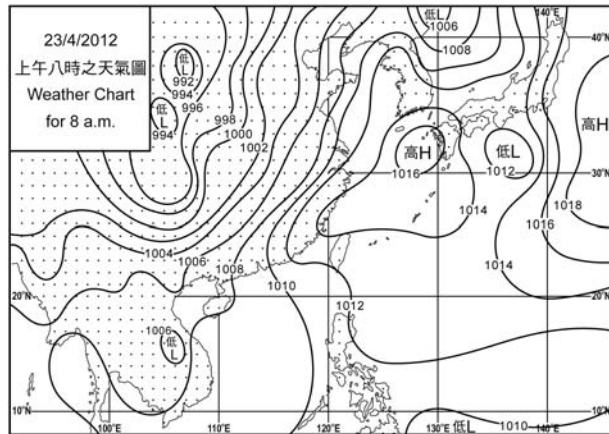 23/4/2012
上午八時之天氣圖
Weather Chart
for 8 a.m.
低L
1006
1008
140°E
40°N
低
L
992
994
996
低
L
994
998
1000
1002
高H
1016
低L
1012
高H
30°N
1018
1014
1016
1004
1006
1008
1010
1014
20°N
20°N
1012
1006
低
L
10°N
100°E
110°E
120°E
低L
130°E
1010
140°E
10°N